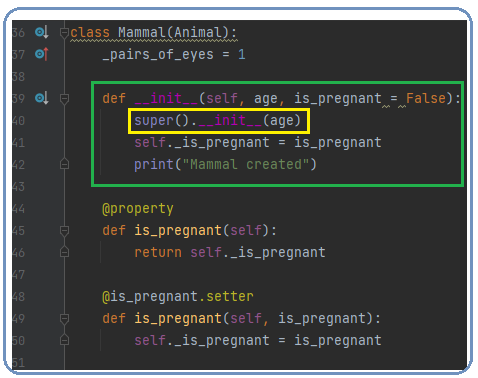 36 class Mammal(Animal):
37 _pairs_of_eyes = 1
38
39 def __init__(self, age, is_pregnant = False):
40 super().__init__(age)
41 self._is_pregnant = is_pregnant
42 print("Mammal created")
43
44 @property
45 def is_pregnant(self):
46 return self._is_pregnant
47
48 @is_pregnant.setter
49 def is_pregnant(self, is_pregnant):
50 self._is_pregnant = is_pregnant
51